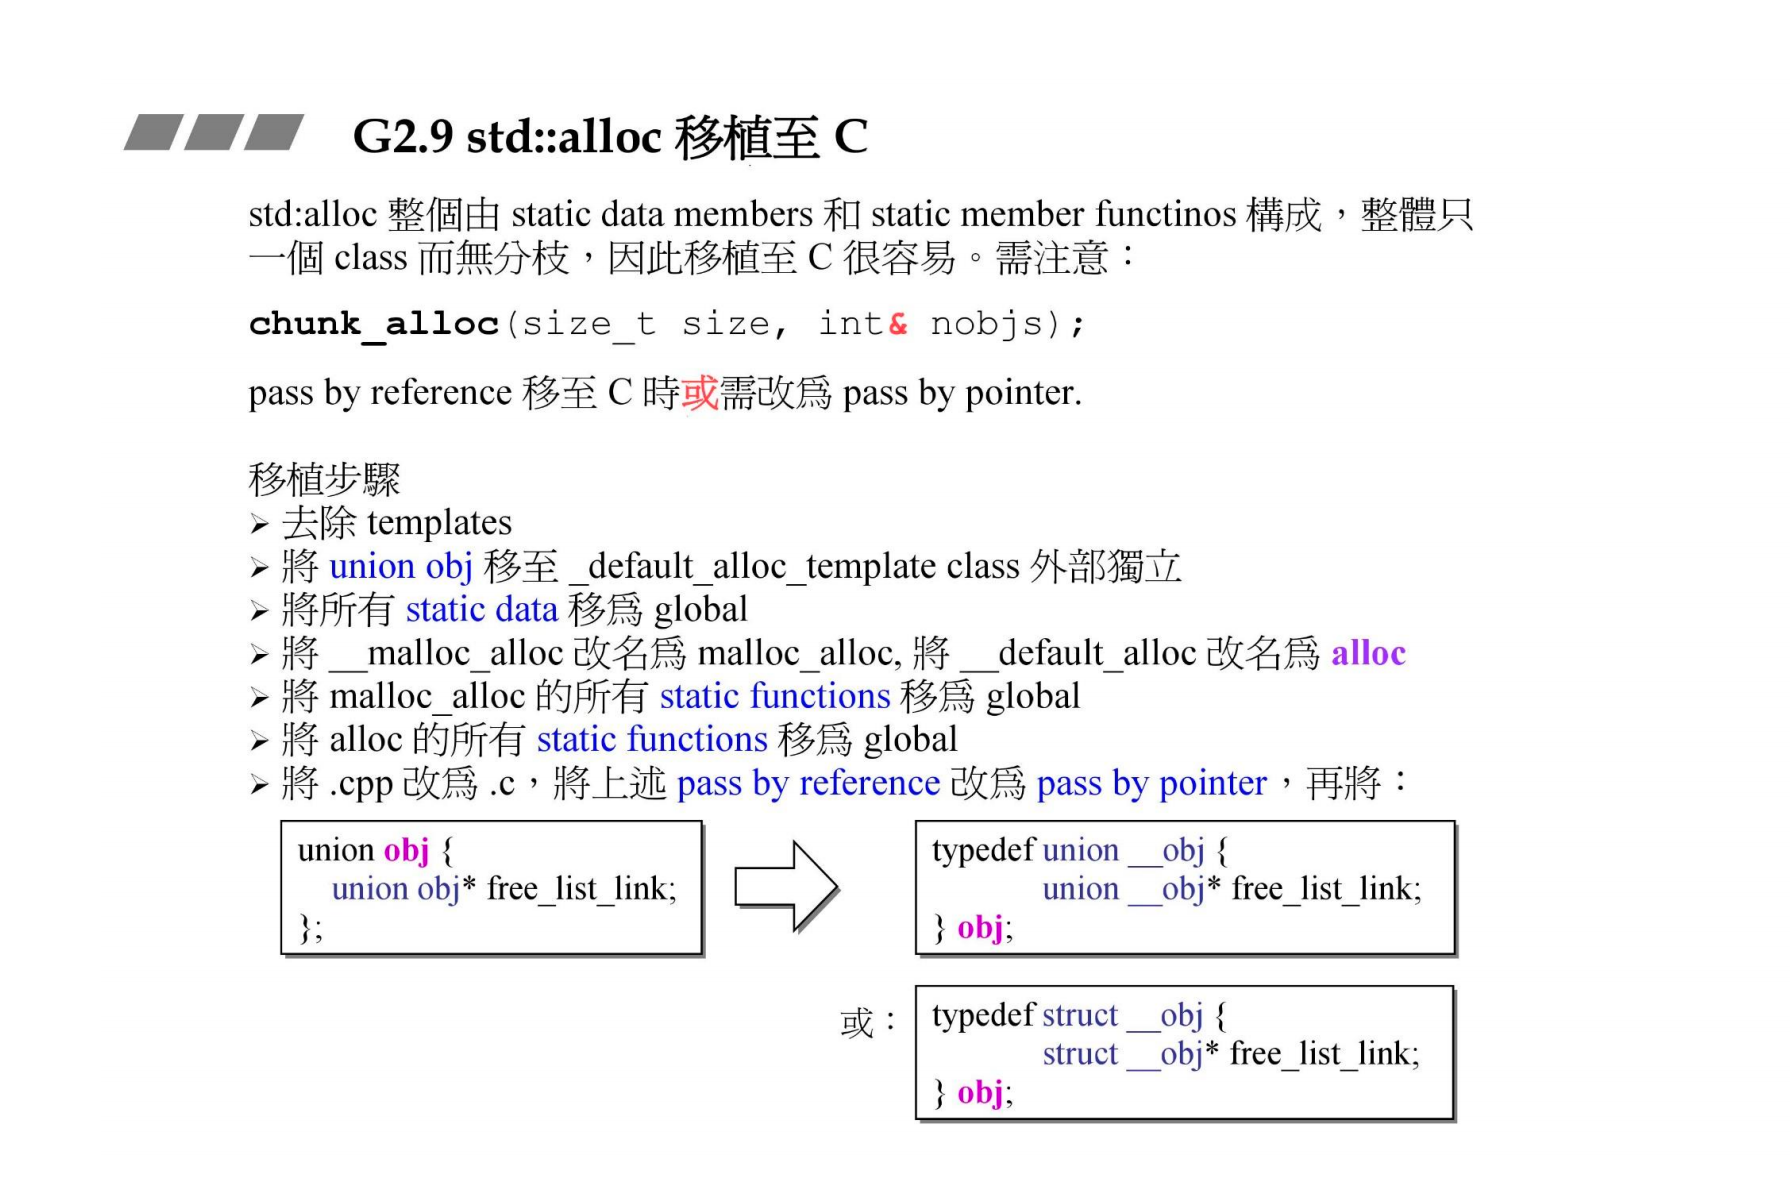 G2.9 std::alloc 移植至 C
std:alloc 整個由 static data members 和 static member functinos 構成，整體只
一個 class 而無分枝，因此移植至 C 很容易。需注意：
chunk_alloc(size_t size, int& nobjs);
pass by reference 移至 C 時或需改爲 pass by pointer.
移植步驟
➢ 去除 templates
➢ 將 union obj 移至 _default_alloc_template class 外部獨立
➢ 將所有 static data 移爲 global
➢ 將 __malloc_alloc 改名爲 malloc_alloc, 將 __default_alloc 改名爲 alloc
➢ 將 malloc_alloc 的所有 static functions 移爲 global
➢ 將 alloc 的所有 static functions 移爲 global
➢ 將 .cpp 改爲 .c，將上述 pass by reference 改爲 pass by pointer，再將：
union obj {
union obj* free_list_link;
};
typedef union __obj {
union __obj* free_list_link;
} obj;
或：
typedef struct __obj {
struct __obj* free_list_link;
} obj;